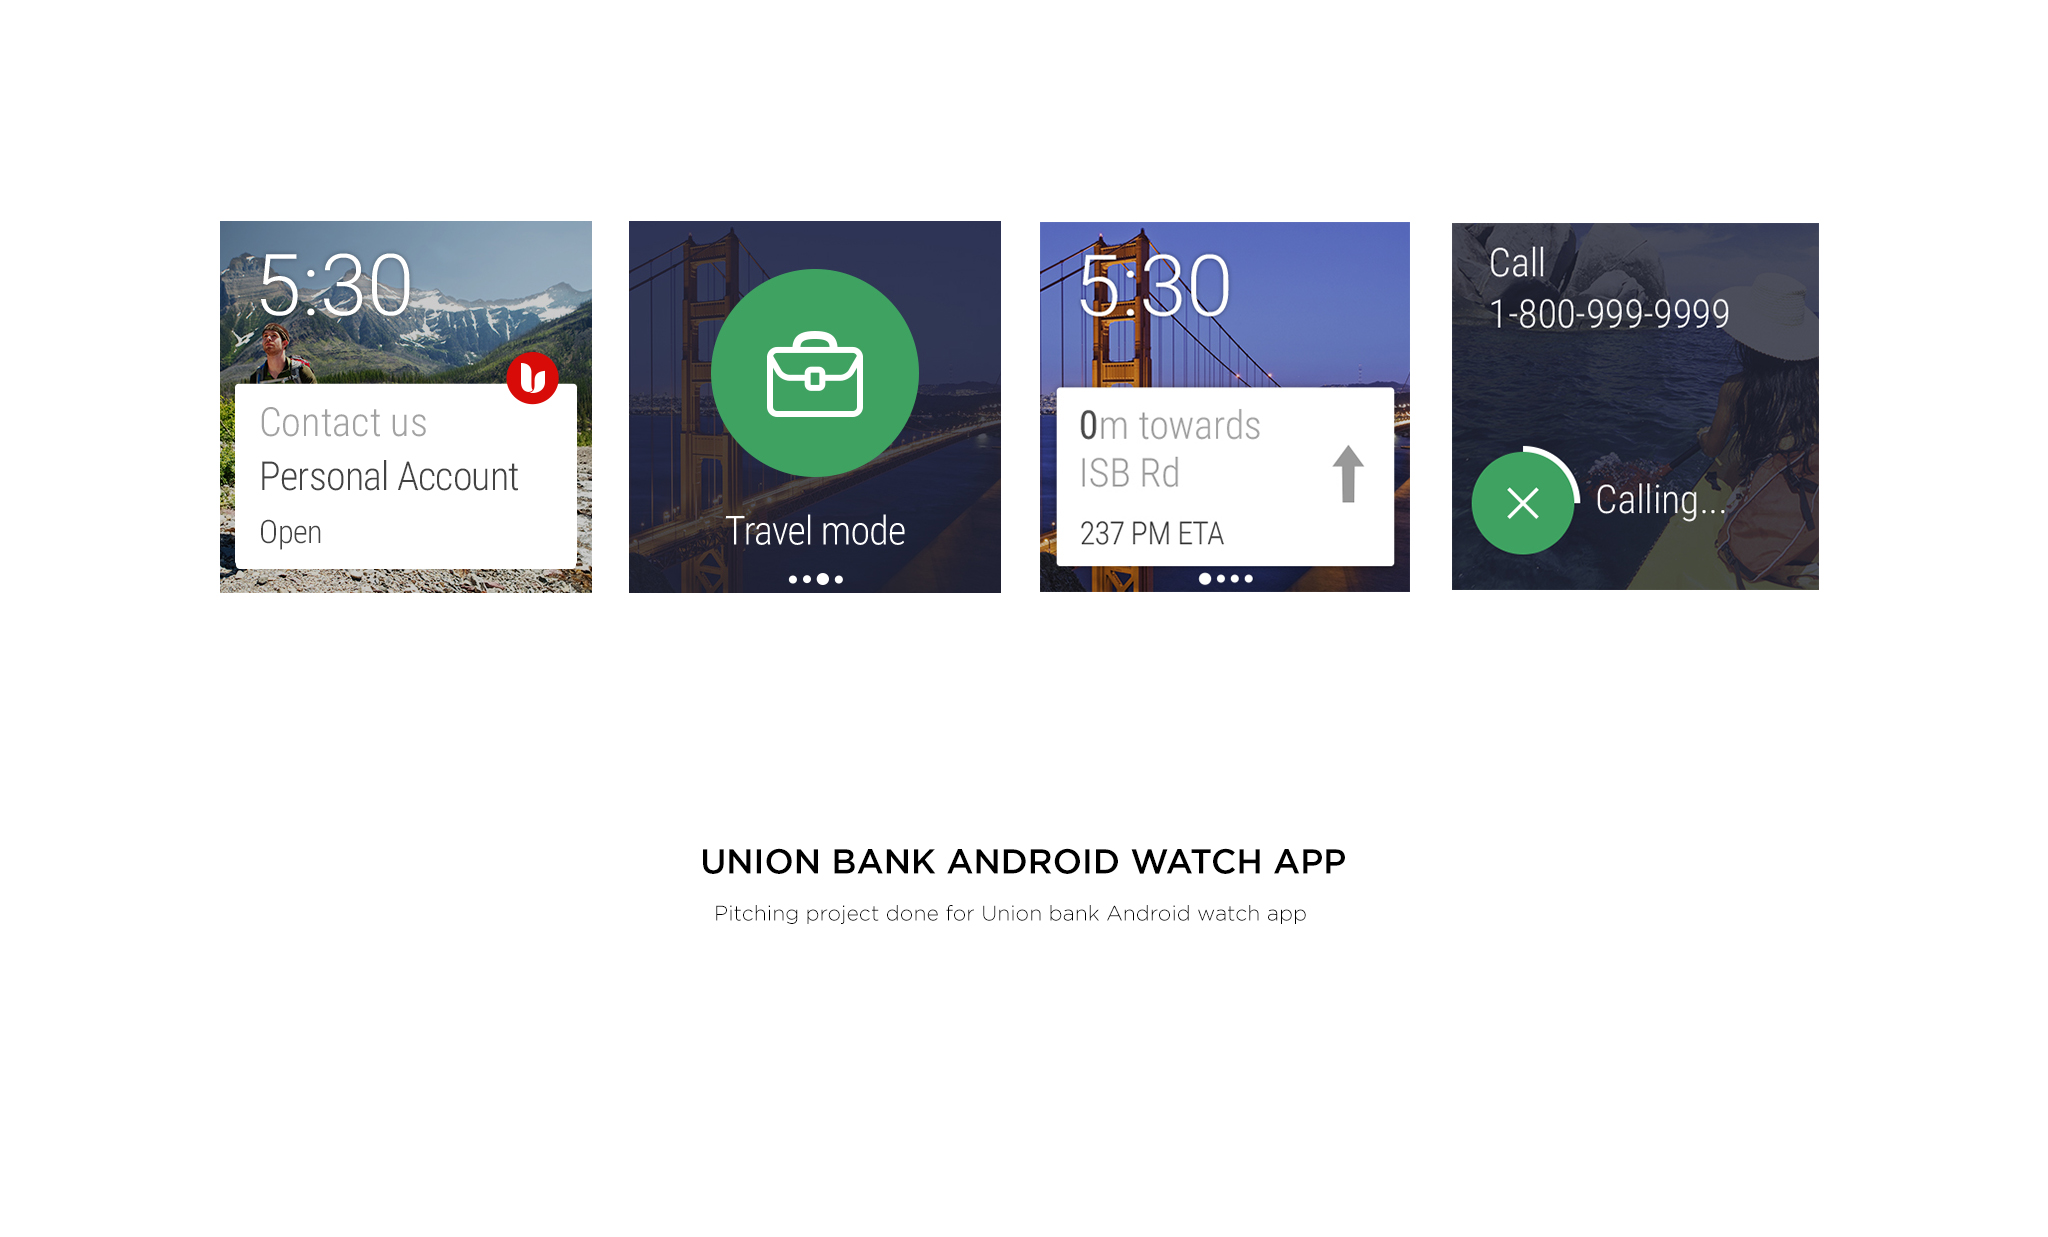 5:30
Contact us
Personal Account
Open
Travel mode
5:30
0m towards
ISB Rd
237 PM ETA
Call
1-800-999-9999
Calling...
UNION BANK ANDROID WATCH APP
Pitching project done for Union bank Android watch app